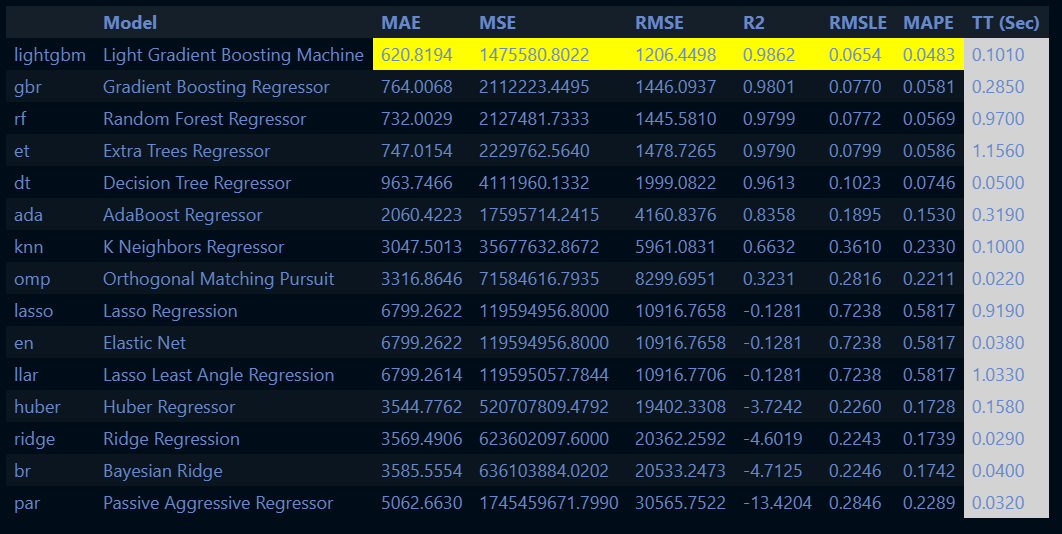 Model MAE MSE RMSE R2 RMSLE MAPE TT (Sec)
lightgbm Light Gradient Boosting Machine 620.8194 1475580.8022 1206.4498 0.9862 0.0654 0.0483 0.1010
gbr Gradient Boosting Regressor 764.0068 2112223.4495 1446.0937 0.9801 0.0770 0.0581 0.2850
rf Random Forest Regressor 732.0029 2127481.7333 1445.5810 0.9799 0.0772 0.0569 0.9700
et Extra Trees Regressor 747.0154 2229762.5640 1478.7265 0.9790 0.0799 0.0586 1.1560
dt Decision Tree Regressor 963.7466 4111960.1332 1999.0822 0.9613 0.1023 0.0746 0.0500
ada AdaBoost Regressor 2060.4223 17595714.2415 4160.8376 0.8358 0.1895 0.1530 0.3190
knn K Neighbors Regressor 3047.5013 35677632.8672 5961.0831 0.6632 0.3610 0.2330 0.1000
omp Orthogonal Matching Pursuit 3316.8646 71584616.7935 8299.6951 0.3231 0.2816 0.2211 0.0220
lasso Lasso Regression 6799.2622 119594956.8000 10916.7658 -0.1281 0.7238 0.5817 0.9190
en Elastic Net 6799.2622 119594956.8000 10916.7658 -0.1281 0.7238 0.5817 0.0380
llar Lasso Least Angle Regression 6799.2614 119595057.7844 10916.7706 -0.1281 0.7238 0.5817 1.0330
huber Huber Regressor 3544.7762 520707809.4792 19402.3308 -3.7242 0.2260 0.1728 0.1580
ridge Ridge Regression 3569.4906 623602097.6000 20362.2592 -4.6019 0.2243 0.1739 0.0290
br Bayesian Ridge 3585.5554 636103884.0202 20533.2473 -4.7125 0.2246 0.1742 0.0400
par Passive Aggressive Regressor 5062.6630 1745459671.7990 30565.7522 -13.4204 0.2846 0.2289 0.0320